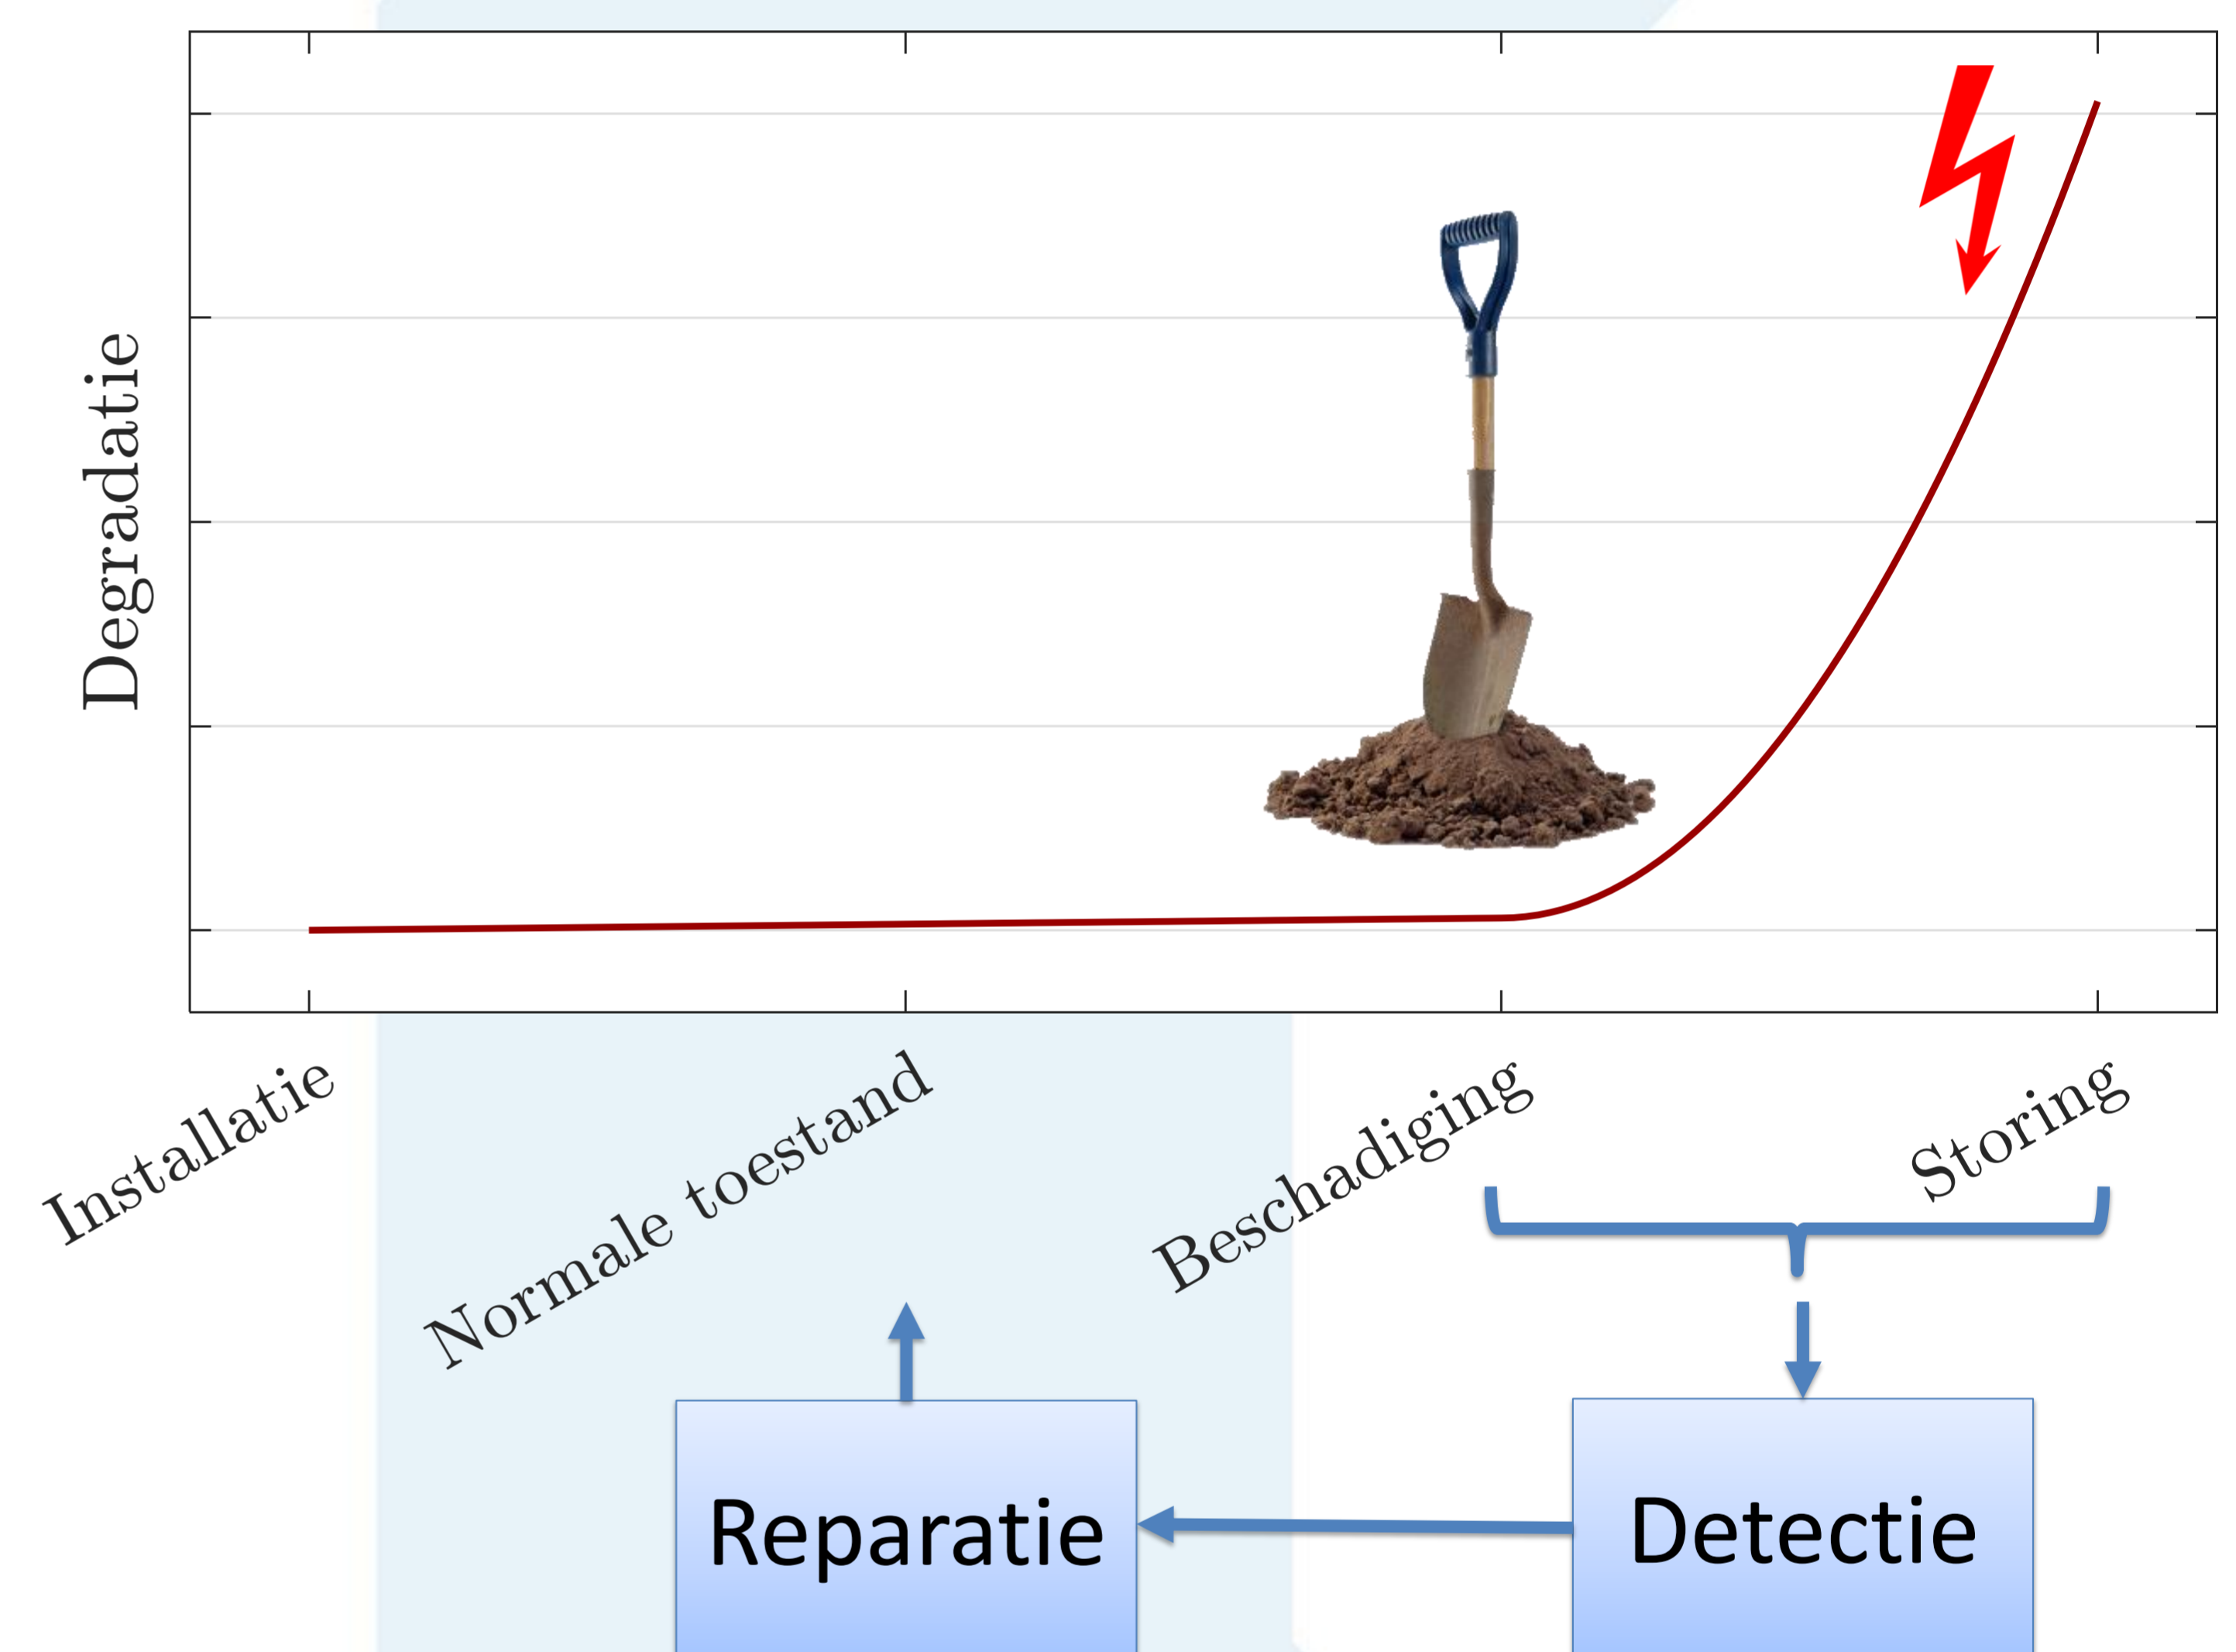 Degradatie
Installatie
Normale toestand
Beschadiging
Storing
Reparatie
Detectie